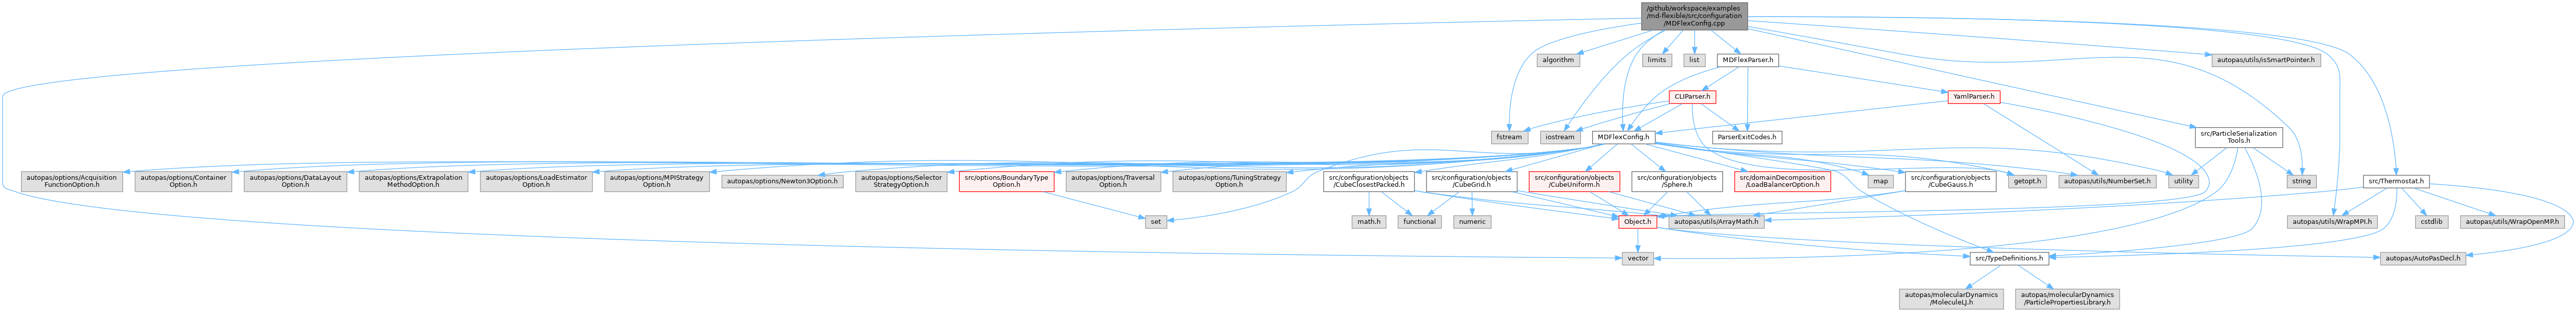 /github/workspace/examples
/md-flexible/src/configuration
/MDFlexConfig.cpp
algorithm
limits
list
MDFlexParser.h
autopas/utils/isSmartPointer.h
CLIParser.h
YamlParser.h
fstream
iostream
MDFlexConfig.h
ParserExitCodes.h
src/ParticleSerialization
Tools.h
autopas/options/Acquisition
FunctionOption.h
autopas/options/Container
Option.h
autopas/options/DataLayout
Option.h
autopas/options/Extrapolation
MethodOption.h
autopas/options/LoadEstimator
Option.h
autopas/options/MPIStrategy
Option.h
autopas/options/Newton3Option.h
autopas/options/Selector
StrategyOption.h
src/options/BoundaryType
Option.h
autopas/options/Traversal
Option.h
autopas/options/TuningStrategy
Option.h
src/configuration/objects
/CubeClosestPacked.h
src/configuration/objects
/CubeGrid.h
src/configuration/objects
/CubeUniform.h
src/configuration/objects
/Sphere.h
src/domainDecomposition
/LoadBalancerOption.h
map
src/configuration/objects
/CubeGauss.h
getopt.h
autopas/utils/NumberSet.h
utility
string
src/Thermostat.h
set
math.h
functional
numeric
Object.h
autopas/utils/ArrayMath.h
autopas/utils/WrapMPI.h
cstdlib
autopas/utils/WrapOpenMP.h
vector
src/TypeDefinitions.h
autopas/AutoPasDecl.h
autopas/molecularDynamics
/MoleculeLJ.h
autopas/molecularDynamics
/ParticlePropertiesLibrary.h